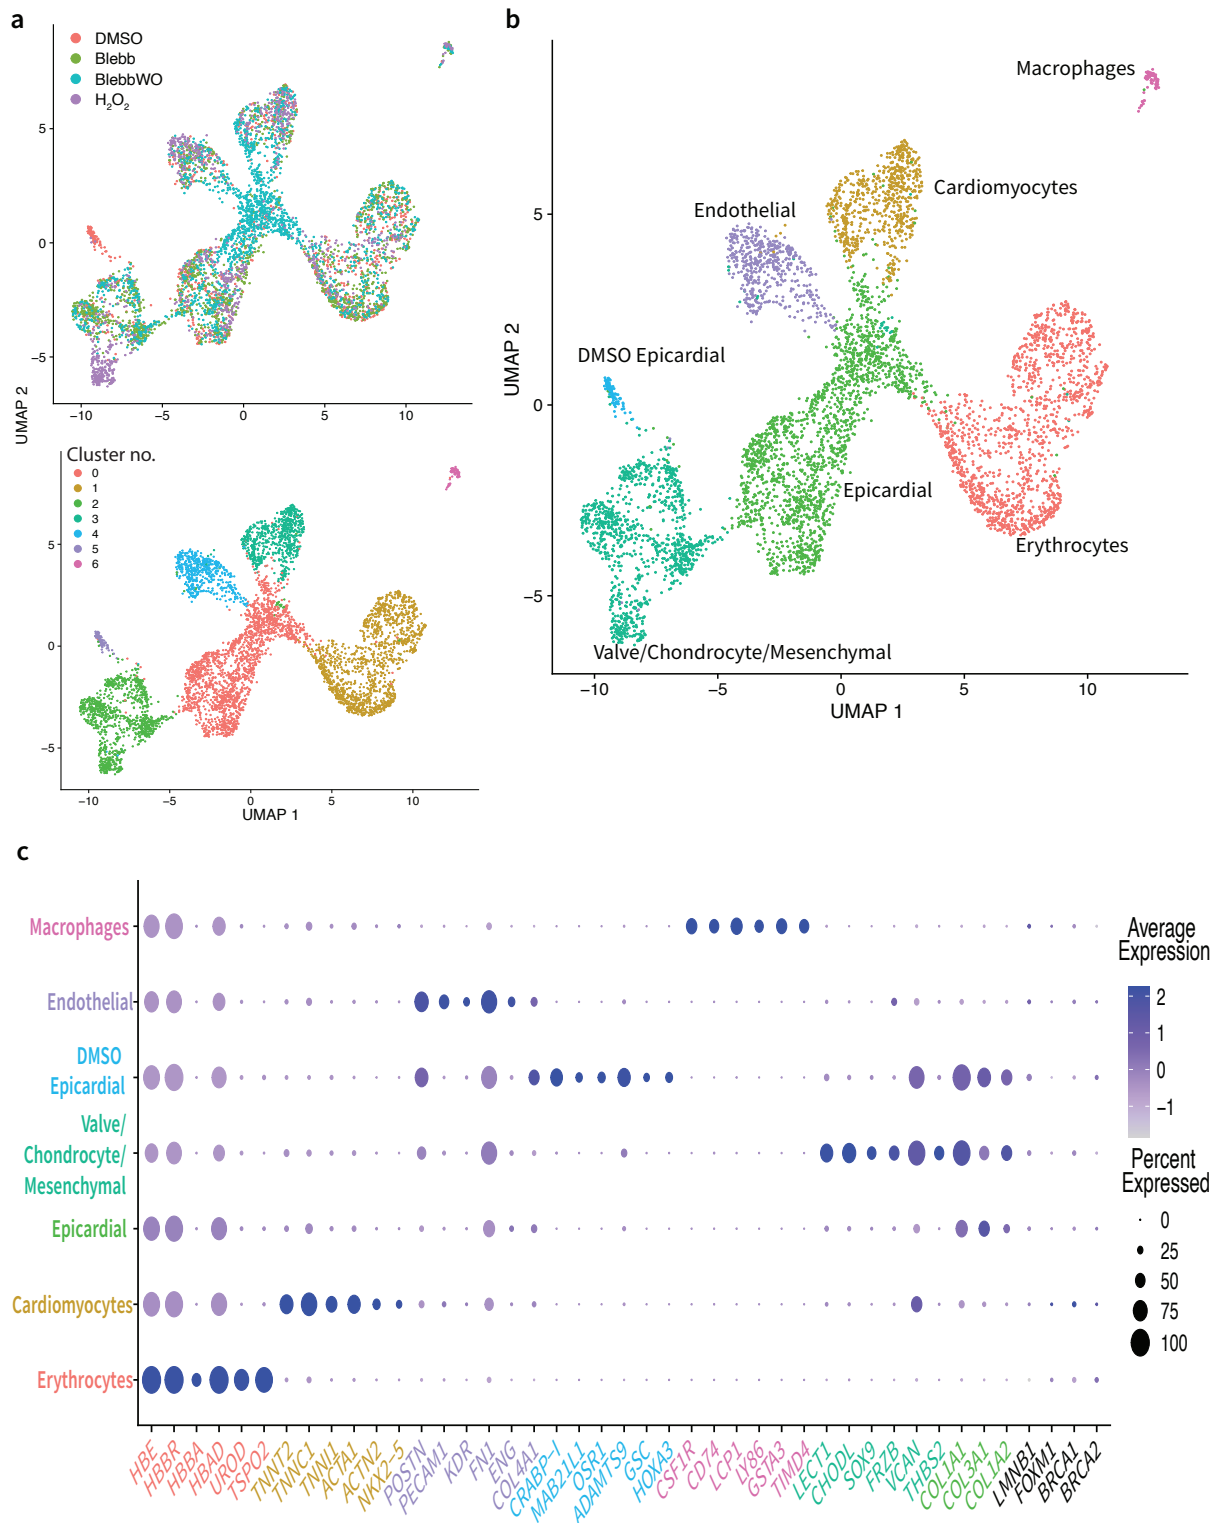 a
DMSO
Blebb
BlebbWO
H2O2
5
0
−5
−10
−5
0
5
10
UMAP 2
Cluster no.
0
1
2
3
4
5
6
5
0
−5
−10
−5
0
5
10
UMAP 1
b
Macrophages
Cardiomyocytes
Endothelial
DMSO Epicardial
Epicardial
Erythrocytes
Valve/Chondrocyte/Mesenchymal
5
0
−5
UMAP 2
−10
−5
0
5
10
UMAP 1
c
Macrophages
Endothelial
DMSO
Epicardial
Valve/
Chondrocyte/
Mesenchymal
Epicardial
Cardiomyocytes
Erythrocytes
HBE
HBBR
HBBA
HBAD
UROD
TSPO2
TNNT2
TNNC1
TNNI1
ACTA1
ACTN2
NKX2-5
POSTN
PECAM1
KDR
FN1
ENG
COL4A1
CRABP-I
MAB21L1
OSR1
ADAMTS9
GSC
HOXA3
CSF1R
CD74
LCP1
LY86
GSTA3
TIMD4
LECT1
CHODL
SOX9
FRZB
VCAN
THBS2
COL1A1
COL3A1
COL1A2
LMNB1
FOXM1
BRCA1
BRCA2
Average
Expression
2
1
0
−1
Percent
Expressed
0
25
50
75
100